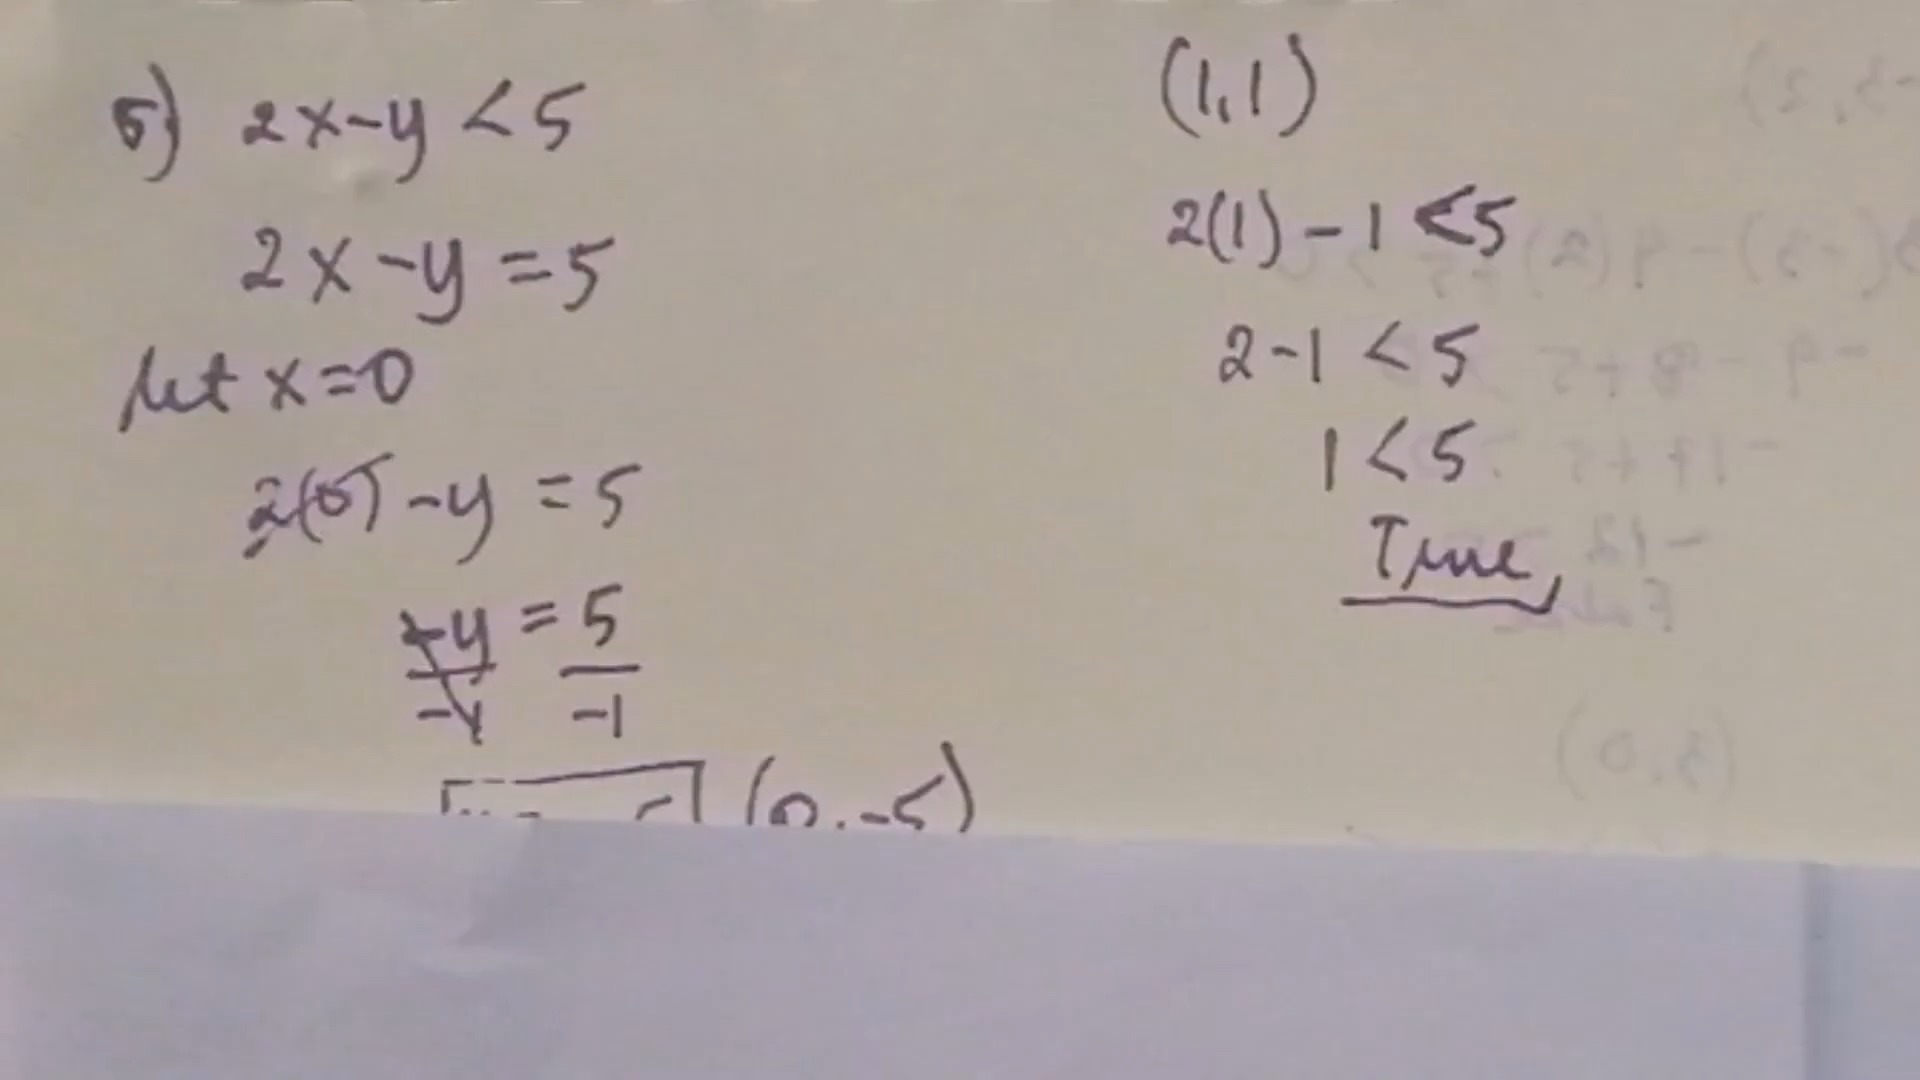 5) 2x-y < 5
2x-y = 5
Let x=0
2(0) -y = 5
-y = 5
-1 -1
(0,-5)
(1,1)
2(1) - 1 < 5
2-1 < 5
1 < 5
True